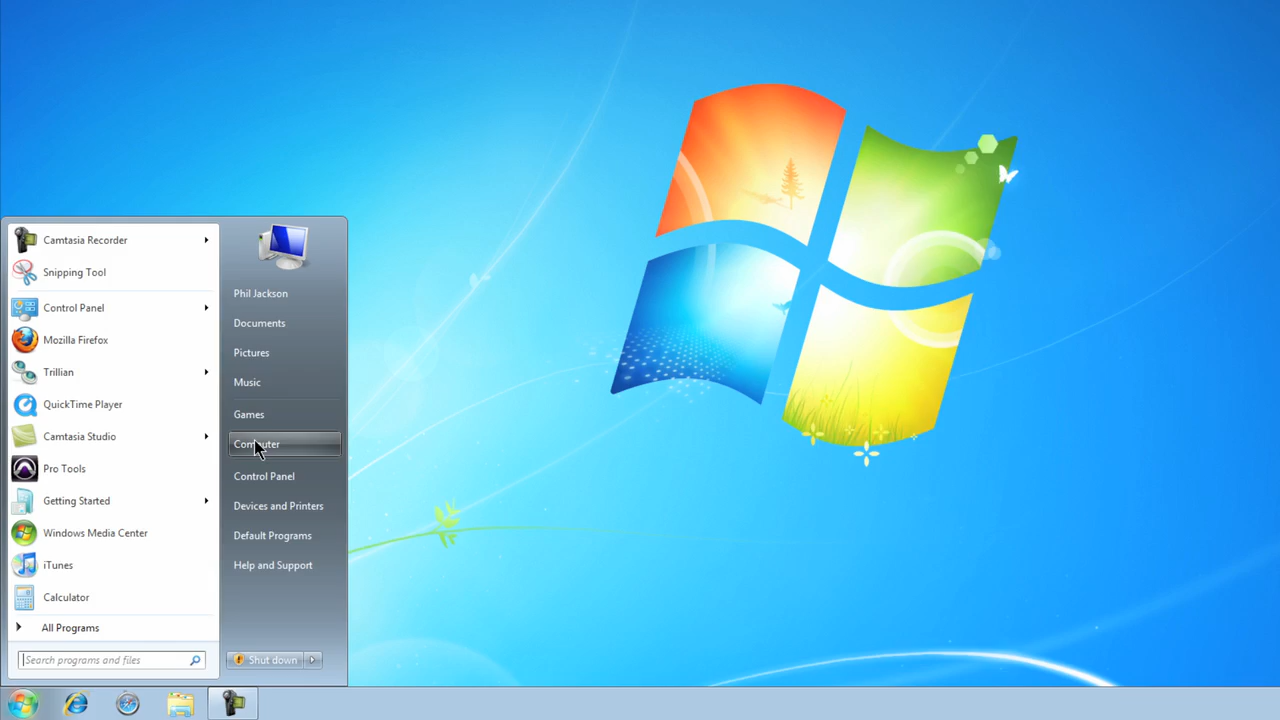 Camtasia Recorder
Snipping Tool
Control Panel
Mozilla Firefox
Trillian
QuickTime Player
Camtasia Studio
Pro Tools
Getting Started
Windows Media Center
iTunes
Calculator
All Programs
Search programs and files
Phil Jackson
Documents
Pictures
Music
Games
Computer
Control Panel
Devices and Printers
Default Programs
Help and Support
Shut down